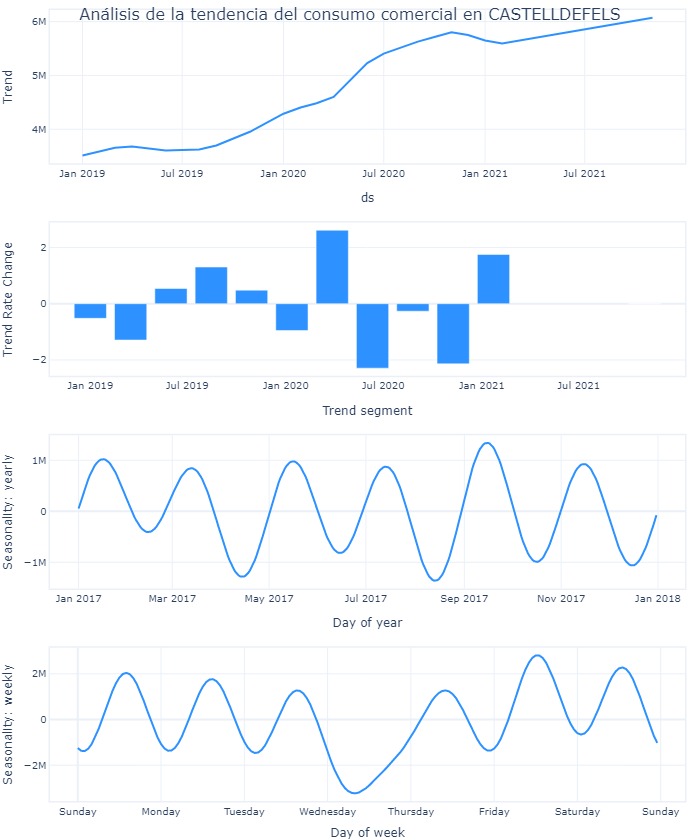 Análisis de la tendencia del consumo comercial en CASTELLDEFELS
6M
5M
4M
Trend
Jan 2019 Jul 2019 Jan 2020 Jul 2020 Jan 2021 Jul 2021
ds
2
0
−2
Trend Rate Change
Jan 2019 Jul 2019 Jan 2020 Jul 2020 Jan 2021 Jul 2021
Trend segment
1M
0
−1M
Seasonality: yearly
Jan 2017 Mar 2017 May 2017 Jul 2017 Sep 2017 Nov 2017 Jan 2018
Day of year
2M
0
−2M
Seasonality: weekly
Sunday Monday Tuesday Wednesday Thursday Friday Saturday Sunday
Day of week